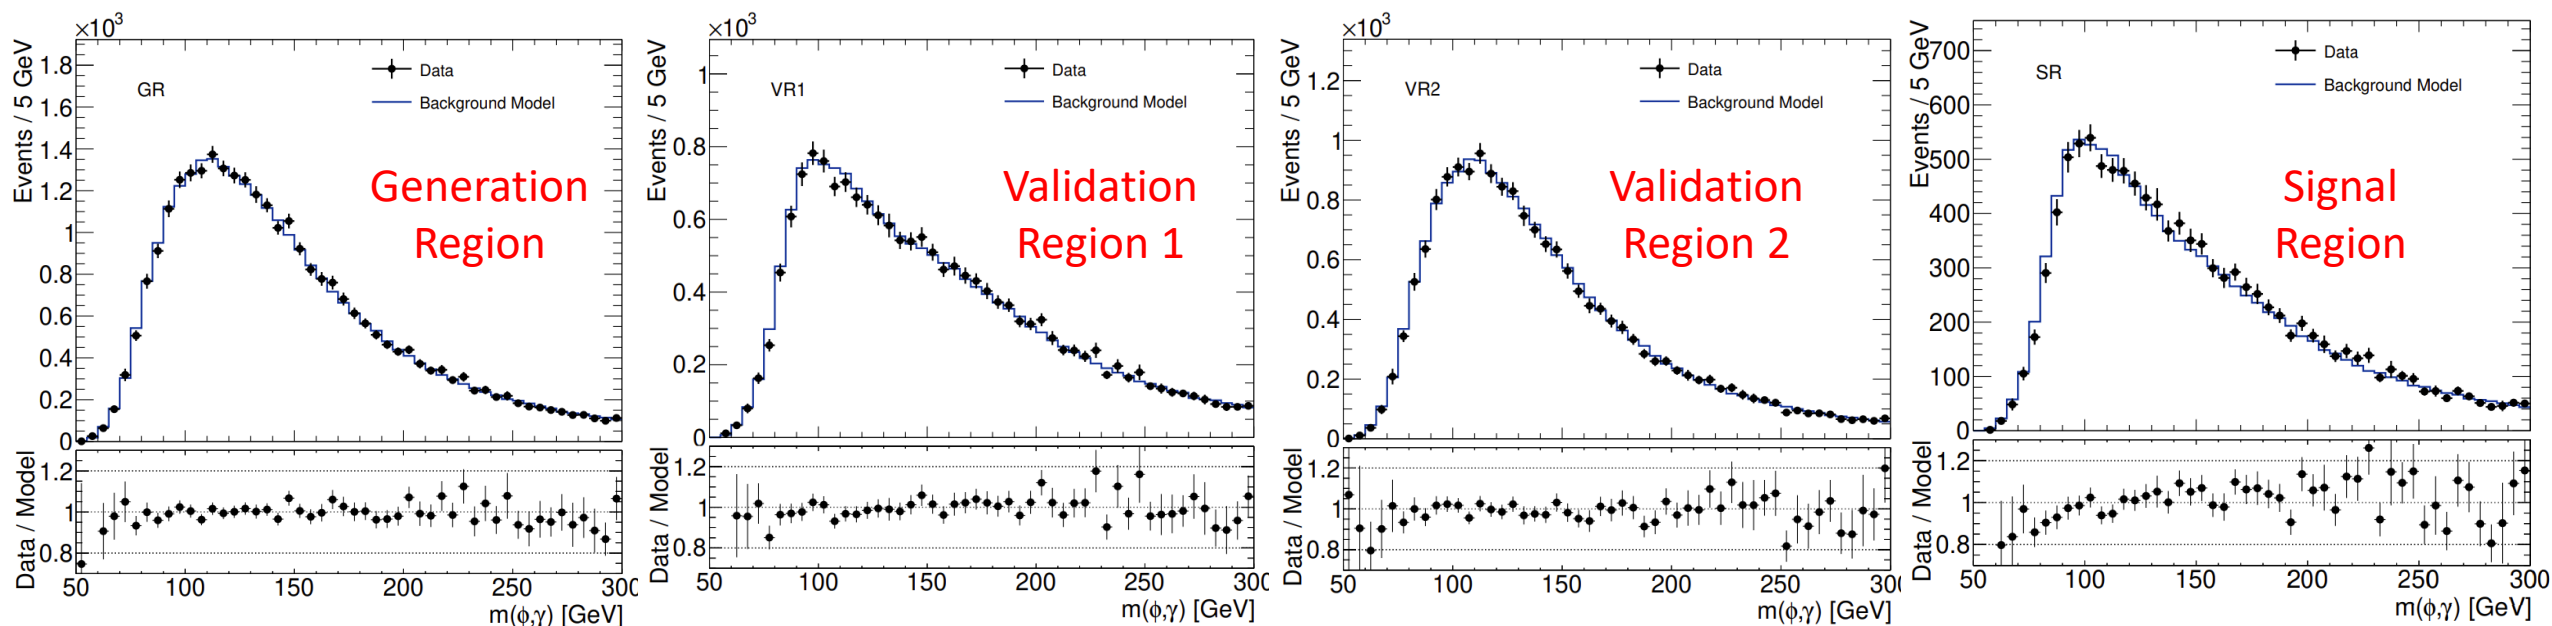 ×10³
Events / 5 GeV
1.8
1.6
1.4
1.2
1
0.8
0.6
0.4
0.2
0
GR
Data
Background Model
Generation
Region
Data / Model
1.2
1
0.8
50
100
150
200
250
300
m(ϕ,γ) [GeV]
×10³
Events / 5 GeV
1
0.8
0.6
0.4
0.2
0
VR1
Data
Background Model
Validation
Region 1
Data / Model
1.2
1
0.8
50
100
150
200
250
300
m(ϕ,γ) [GeV]
×10³
Events / 5 GeV
1.2
1
0.8
0.6
0.4
0.2
0
VR2
Data
Background Model
Validation
Region 2
Data / Model
1.2
1
0.8
50
100
150
200
250
300
m(ϕ,γ) [GeV]
Events / 5 GeV
700
600
500
400
300
200
100
0
SR
Data
Background Model
Signal
Region
Data / Model
1.2
1
0.8
50
100
150
200
250
300
m(ϕ,γ) [GeV]